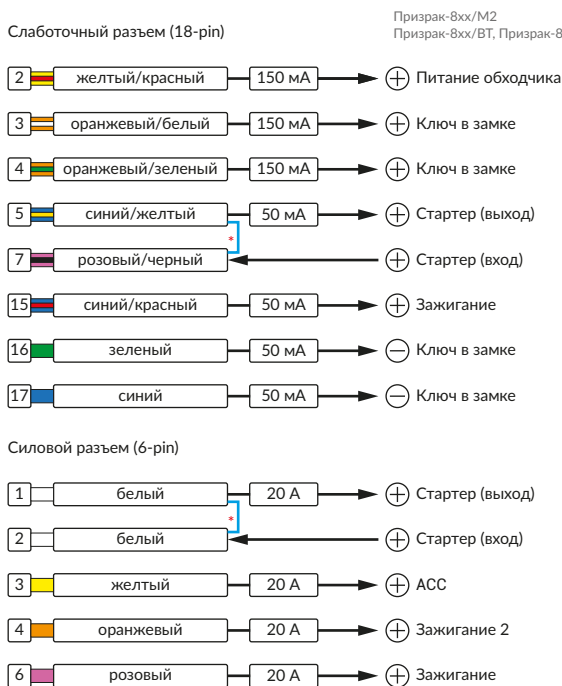 Слаботочный разъем (18-pin)
Призрак-8хх/М2
Призрак-8хх/ВТ, Призрак-8
2 желтый/красный 150 мА Питание обходчика
3 оранжевый/белый 150 мА Ключ в замке
4 оранжевый/зеленый 150 мА Ключ в замке
5 синий/желтый 50 мА Стартер (выход)
*
7 розовый/черный Стартер (вход)
15 синий/красный 50 мА Зажигание
16 зеленый 50 мА Ключ в замке
17 синий 50 мА Ключ в замке
Силовой разъем (6-pin)
1 белый 20 А Стартер (выход)
*
2 белый Стартер (вход)
3 желтый 20 А ACC
4 оранжевый 20 А Зажигание 2
6 розовый 20 А Зажигание